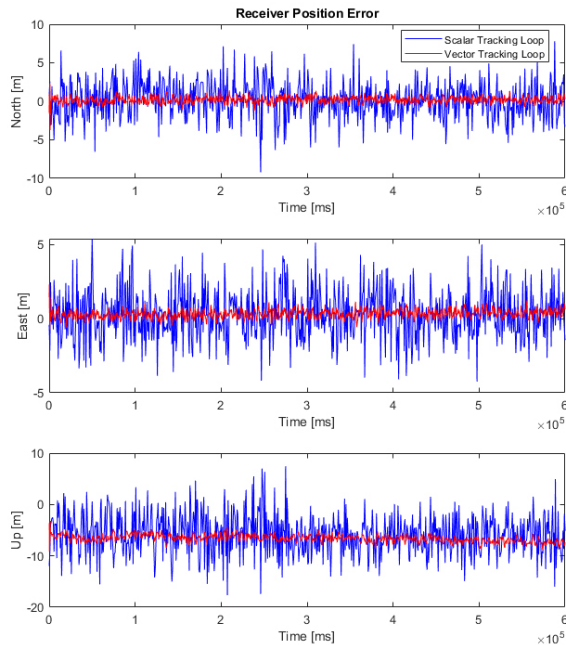 Receiver Position Error
10
5
0
-5
-10
North [m]
Scalar Tracking Loop
Vector Tracking Loop
0 1 2 3 4 5 6
Time [ms]
×10^5
5
0
-5
East [m]
0 1 2 3 4 5 6
Time [ms]
×10^5
10
0
-10
-20
Up [m]
0 1 2 3 4 5 6
Time [ms]
×10^5